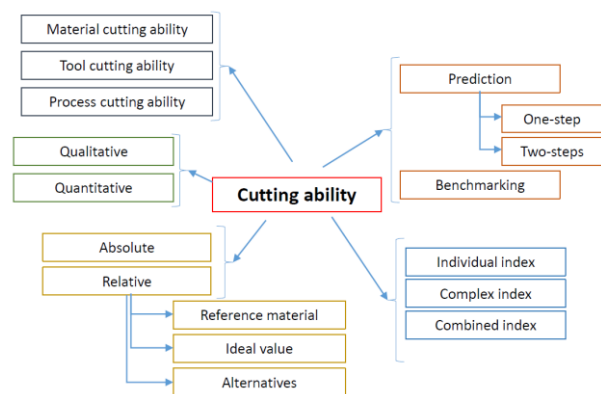 Material cutting ability
Tool cutting ability
Process cutting ability
Qualitative
Quantitative
Cutting ability
Prediction
One-step
Two-steps
Benchmarking
Absolute
Relative
Reference material
Ideal value
Alternatives
Individual index
Complex index
Combined index